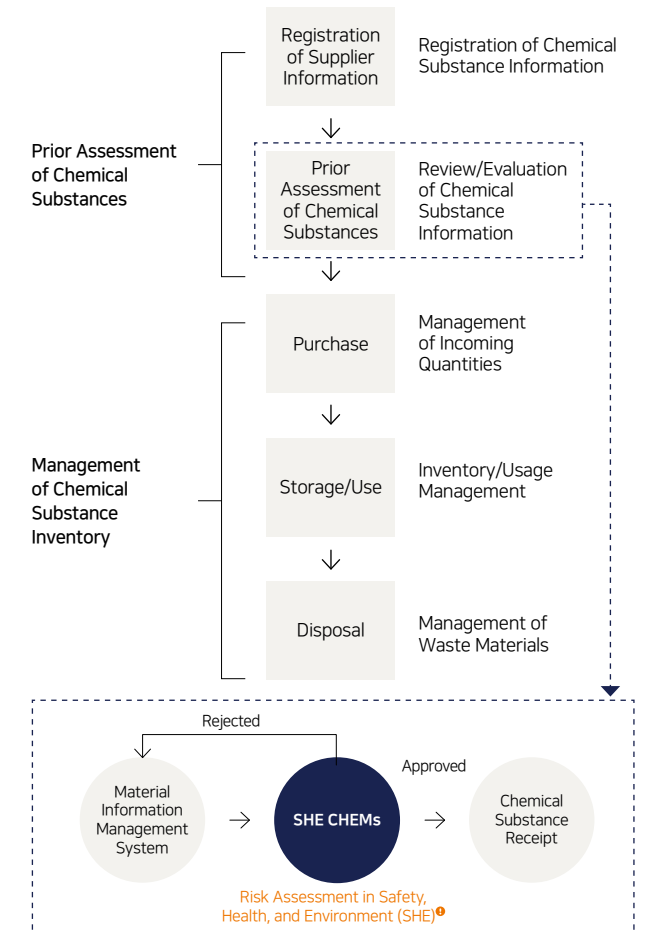 Registration
of Supplier
Information
Registration of Chemical
Substance Information
Prior Assessment
of Chemical
Substances
Prior
Assessment
of Chemical
Substances
Review/Evaluation
of Chemical
Substance
Information
Purchase
Management
of Incoming
Quantities
Management
of Chemical
Substance
Inventory
Storage/Use
Inventory/Usage
Management
Disposal
Management of
Waste Materials
Rejected
Approved
Material
Information
Management
System
SHE CHEMs
Chemical
Substance
Receipt
Risk Assessment in Safety,
Health, and Environment (SHE)!